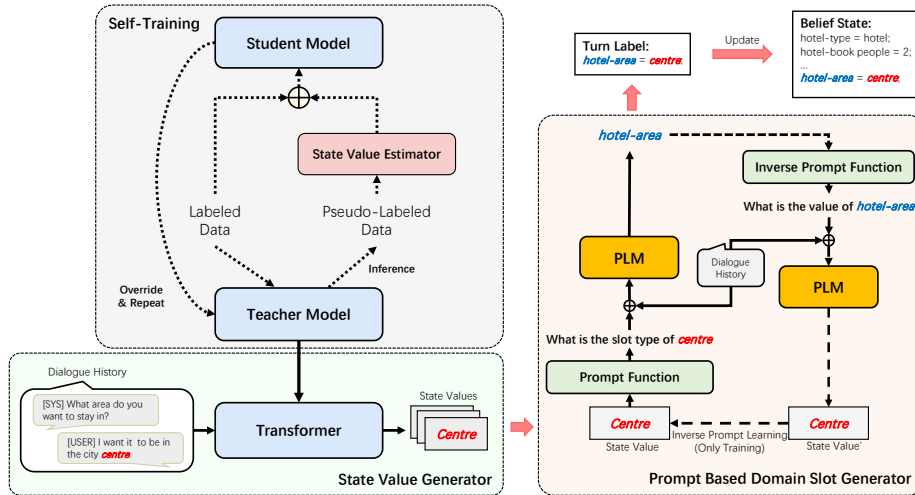 Self-Training
Student Model
State Value Estimator
Labeled
Data
Pseudo-Labeled
Data
Inference
Override
& Repeat
Teacher Model
Dialogue History
[SYS] What area do you
want to stay in?
[USER] I want it to be in
the city centre.
Transformer
State Values
Centre
State Value Generator
Turn Label:
hotel-area = centre.
Update
Belief State:
hotel-type = hotel;
hotel-book people = 2;
...
hotel-area = centre.
hotel-area
Inverse Prompt Function
What is the value of hotel-area
PLM
Dialogue
History
PLM
What is the slot type of centre
Prompt Function
Centre
State Value
Inverse Prompt Learning
(Only Training)
Centre
State Value'
Prompt Based Domain Slot Generator